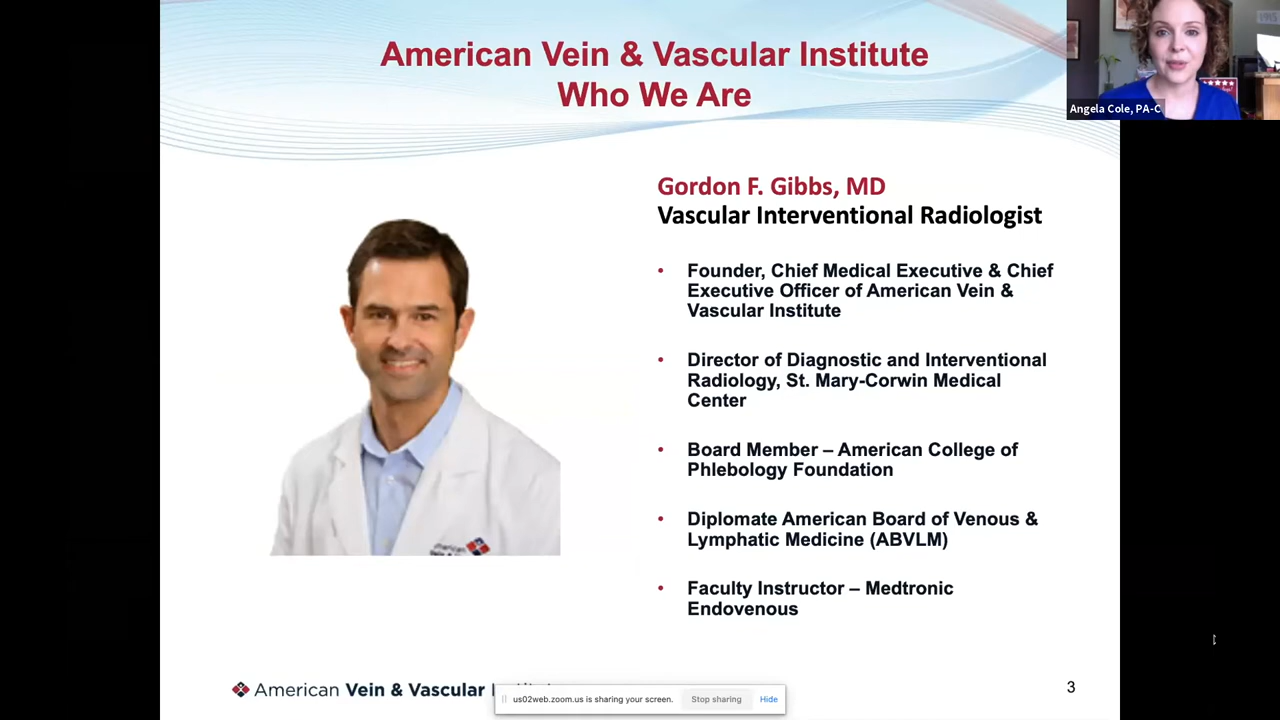 American Vein & Vascular Institute
Who We Are
Angela Cole, PA-C
Gordon F. Gibbs, MD
Vascular Interventional Radiologist
• Founder, Chief Medical Executive & Chief
Executive Officer of American Vein &
Vascular Institute
• Director of Diagnostic and Interventional
Radiology, St. Mary-Corwin Medical
Center
• Board Member – American College of
Phlebology Foundation
• Diplomate American Board of Venous &
Lymphatic Medicine (ABVLM)
• Faculty Instructor – Medtronic
Endovenous
American Vein & Vascular
us02web.zoom.us is sharing your screen. Stop sharing Hide
3